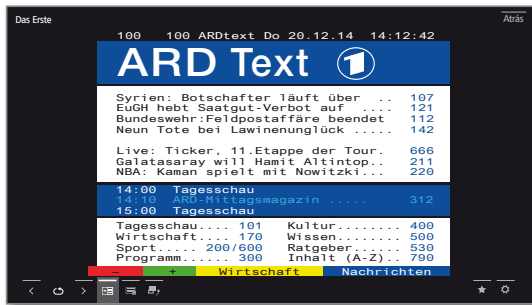 Das Erste Atrás
100 100 ARDtext Do 20.12.14 14:12:42
ARD Text 1
Syrien: Botschafter läuft über .. 107
EuGH hebt Saatgut-Verbot auf .... 121
Bundeswehr:Feldpostaffäre beendet 112
Neun Tote bei Lawinenunglück .... 142
Live: Ticker, 11.Etappe der Tour. 666
Galatasaray will Hamit Altintop.. 211
NBA: Kaman spielt mit Nowitzki... 220
14:00 Tagesschau
14:10 ARD-Mittagsmagazin ..... 312
15:00 Tagesschau
Tagesschau.... 101 Kultur........ 400
Wirtschaft.... 170 Wissen........ 500
Sport..... 200/600 Ratgeber...... 530
Programm...... 300 Inhalt (A-Z).. 790
– + Wirtschaft Nachrichten